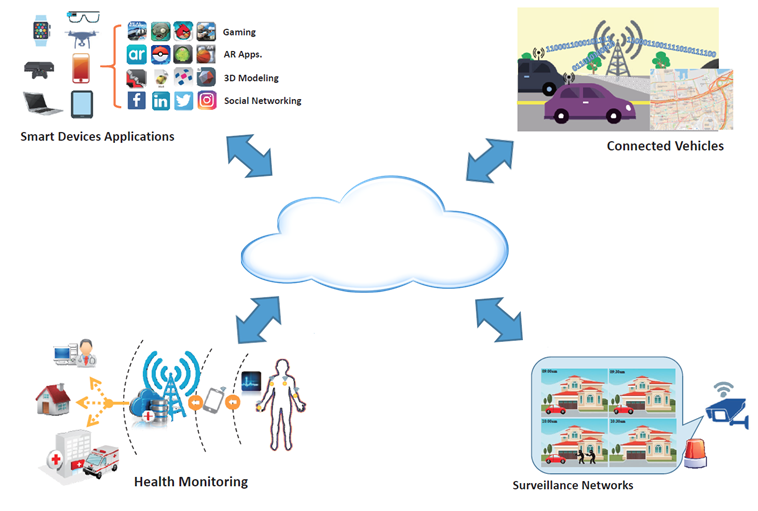 Gaming
AR Apps.
3D Modeling
Social Networking
Smart Devices Applications
Connected Vehicles
Health Monitoring
Surveillance Networks